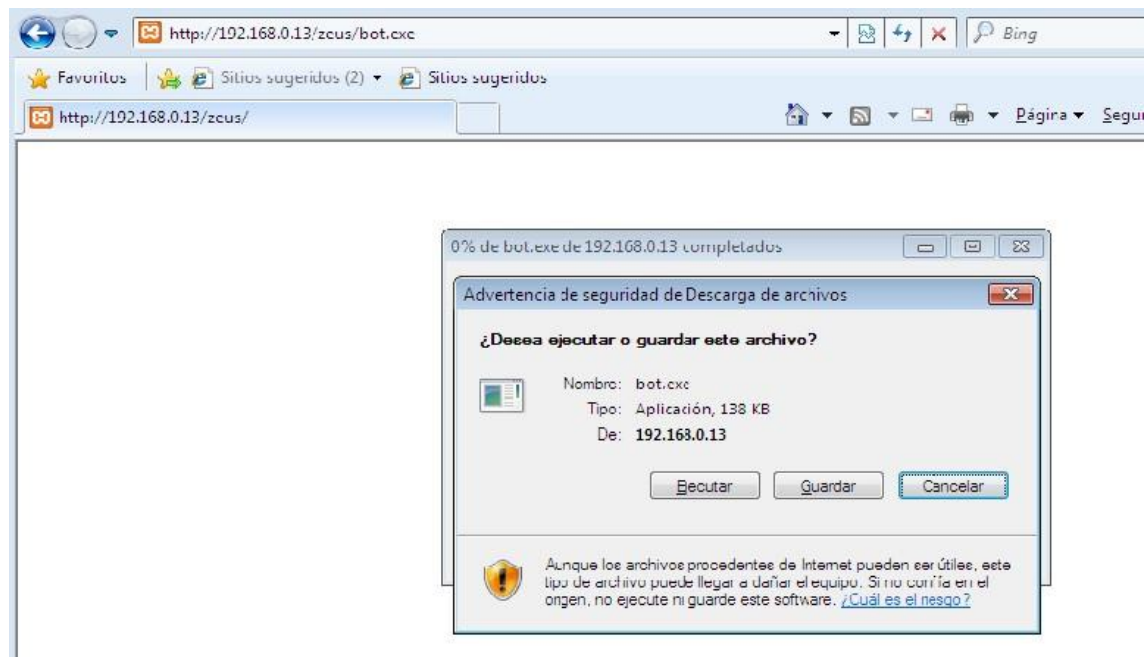 http://192.168.0.13/zeus/bot.exe
Bing
Favoritos Sitios sugeridos (2) Sitios sugeridos
http://192.168.0.13/zeus/
Página Segur
0% de bot.exe de 192.168.0.13 completados
Advertencia de seguridad de Descarga de archivos
¿Desea ejecutar o guardar este archivo?
Nombre: bot.exe
Tipo: Aplicación, 138 KB
De: 192.168.0.13
Ejecutar Guardar Cancelar
Aunque los archivos procedentes de Internet pueden ser útiles, este
tipo de archivo puede llegar a dañar el equipo. Si no confía en el
origen, no ejecute ni guarde este software. ¿Cuál es el riesgo?